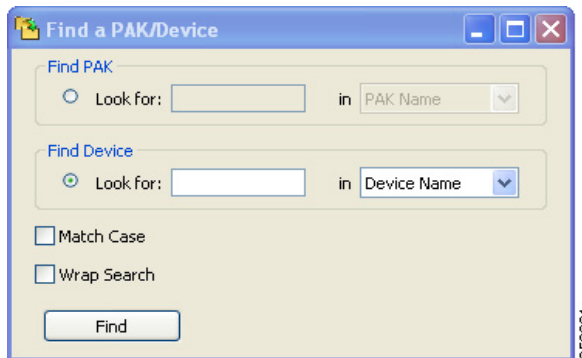 Find a PAK/Device
Find PAK
Look for: in PAK Name
Find Device
Look for: in Device Name
Match Case
Wrap Search
Find